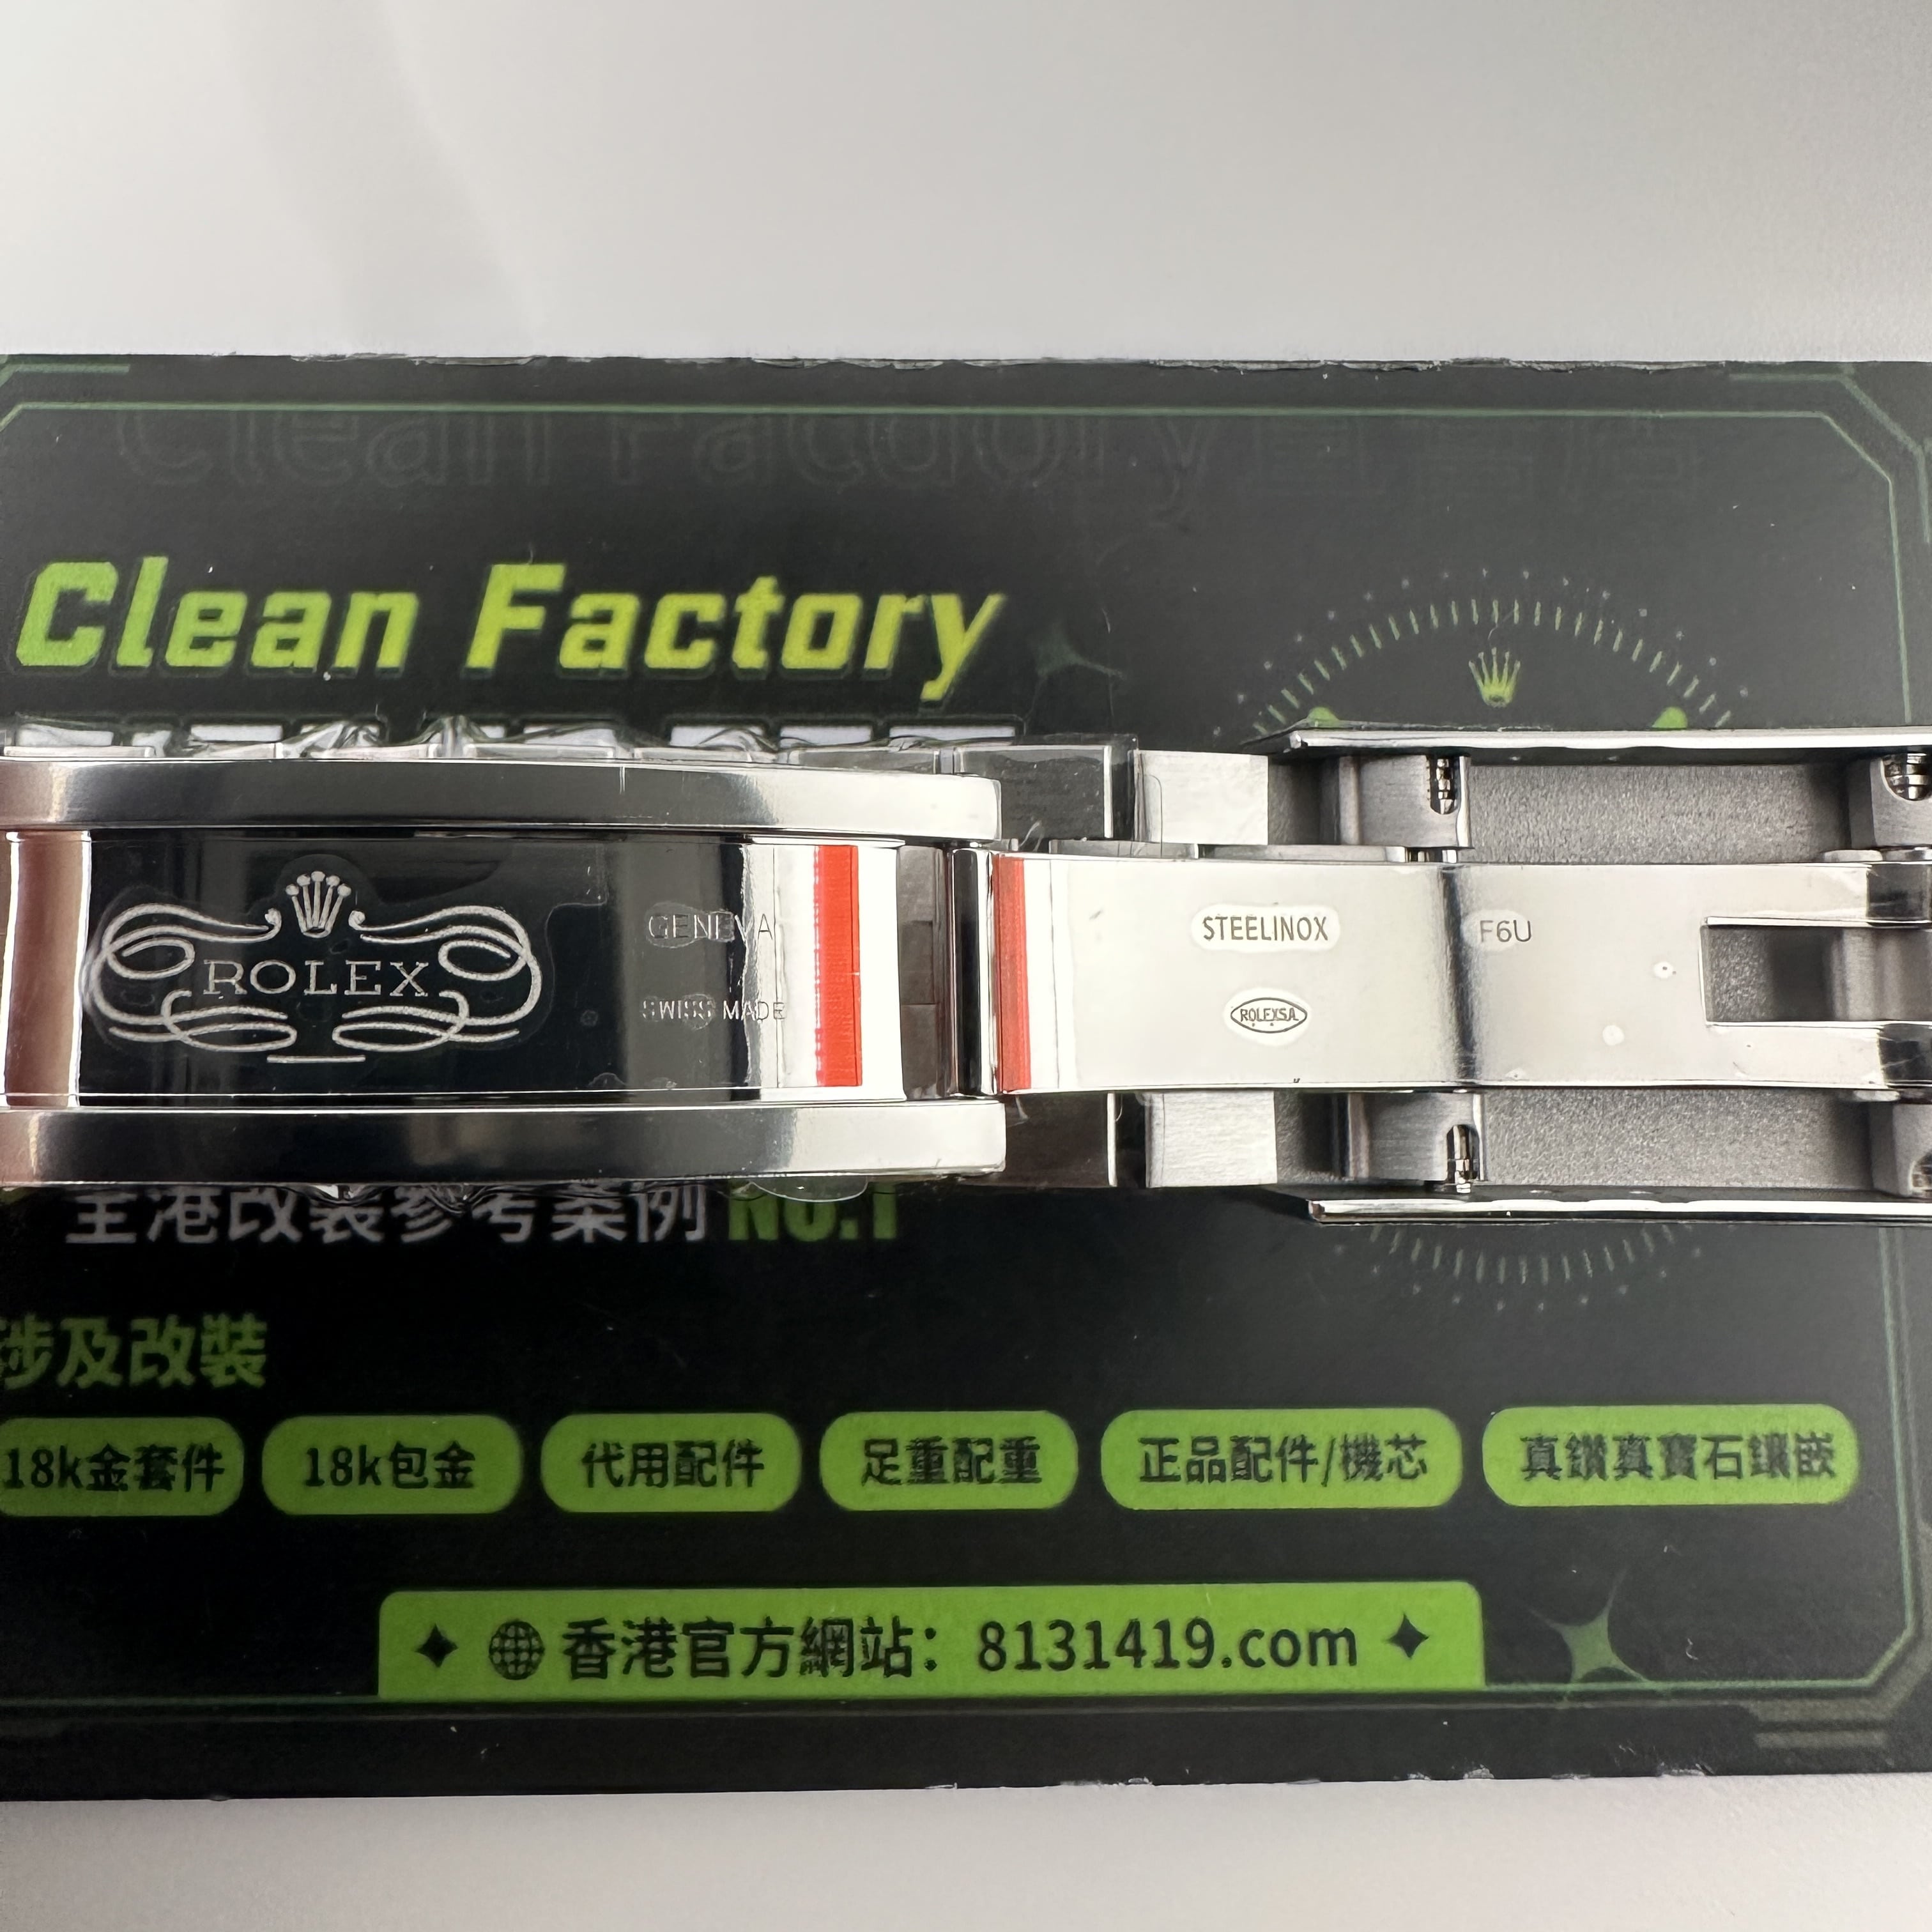 Clean Factory
Clean Factory
GENEVA
ROLEX
SWISS MADE
STEELINOX
F6U
ROLEXSA
全港改裝參考案例 NO.1
涉及改裝
18k金套件
18k包金
代用配件
足重配重
正品配件/機芯
真鑽真寶石鑲嵌
香港官方網站：8131419.com